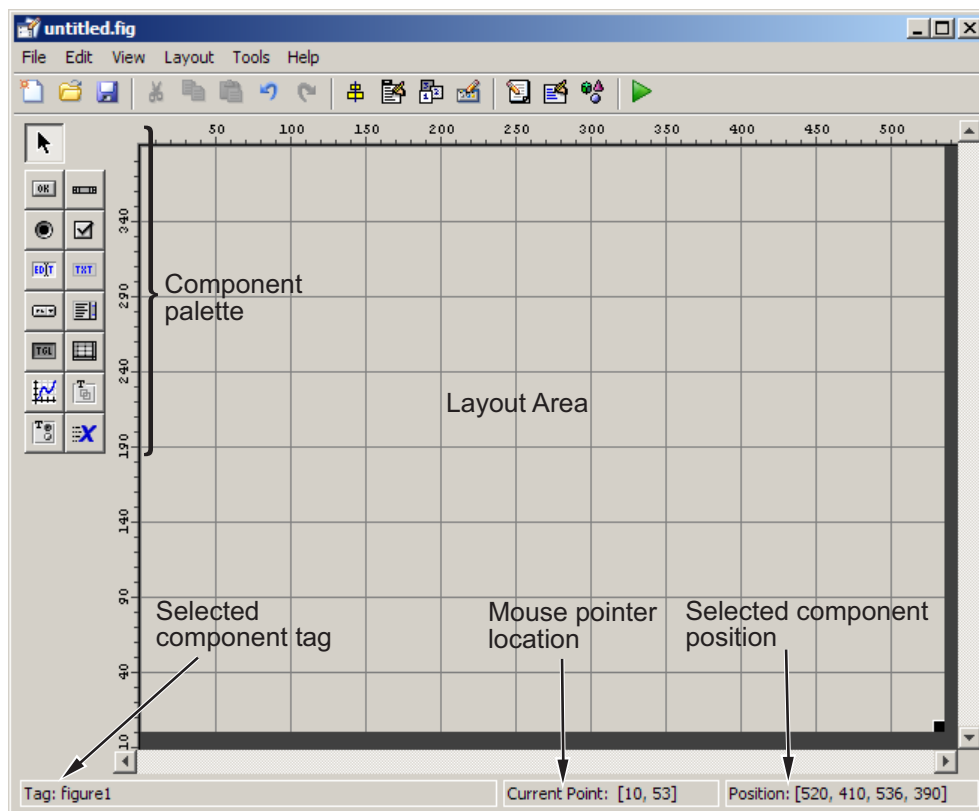 untitled.fig
File Edit View Layout Tools Help
50 100 150 200 250 300 350 400 450 500
OK
EDIT TXT
TGL
T
T
X
340
290
240
190
140
90
40
10
Component
palette
Layout Area
Selected
component tag
Mouse pointer
location
Selected component
position
Tag: figure1
Current Point: [10, 53]
Position: [520, 410, 536, 390]